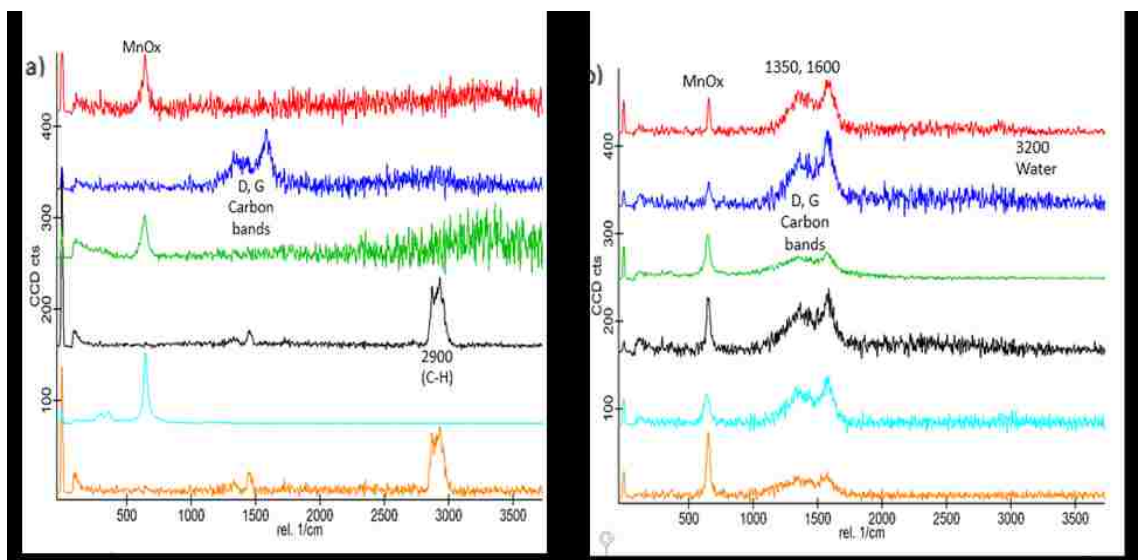 a)
MnOx
400
D, G
Carbon
bands
300
CCD cts
200
2900
(C-H)
100
500 1000 1500 2000 2500 3000 3500
rel. 1/cm
1350, 1600
MnOx
400
3200
Water
D, G
Carbon
bands
300
CCD cts
200
100
500 1000 1500 2000 2500 3000 3500
rel. 1/cm